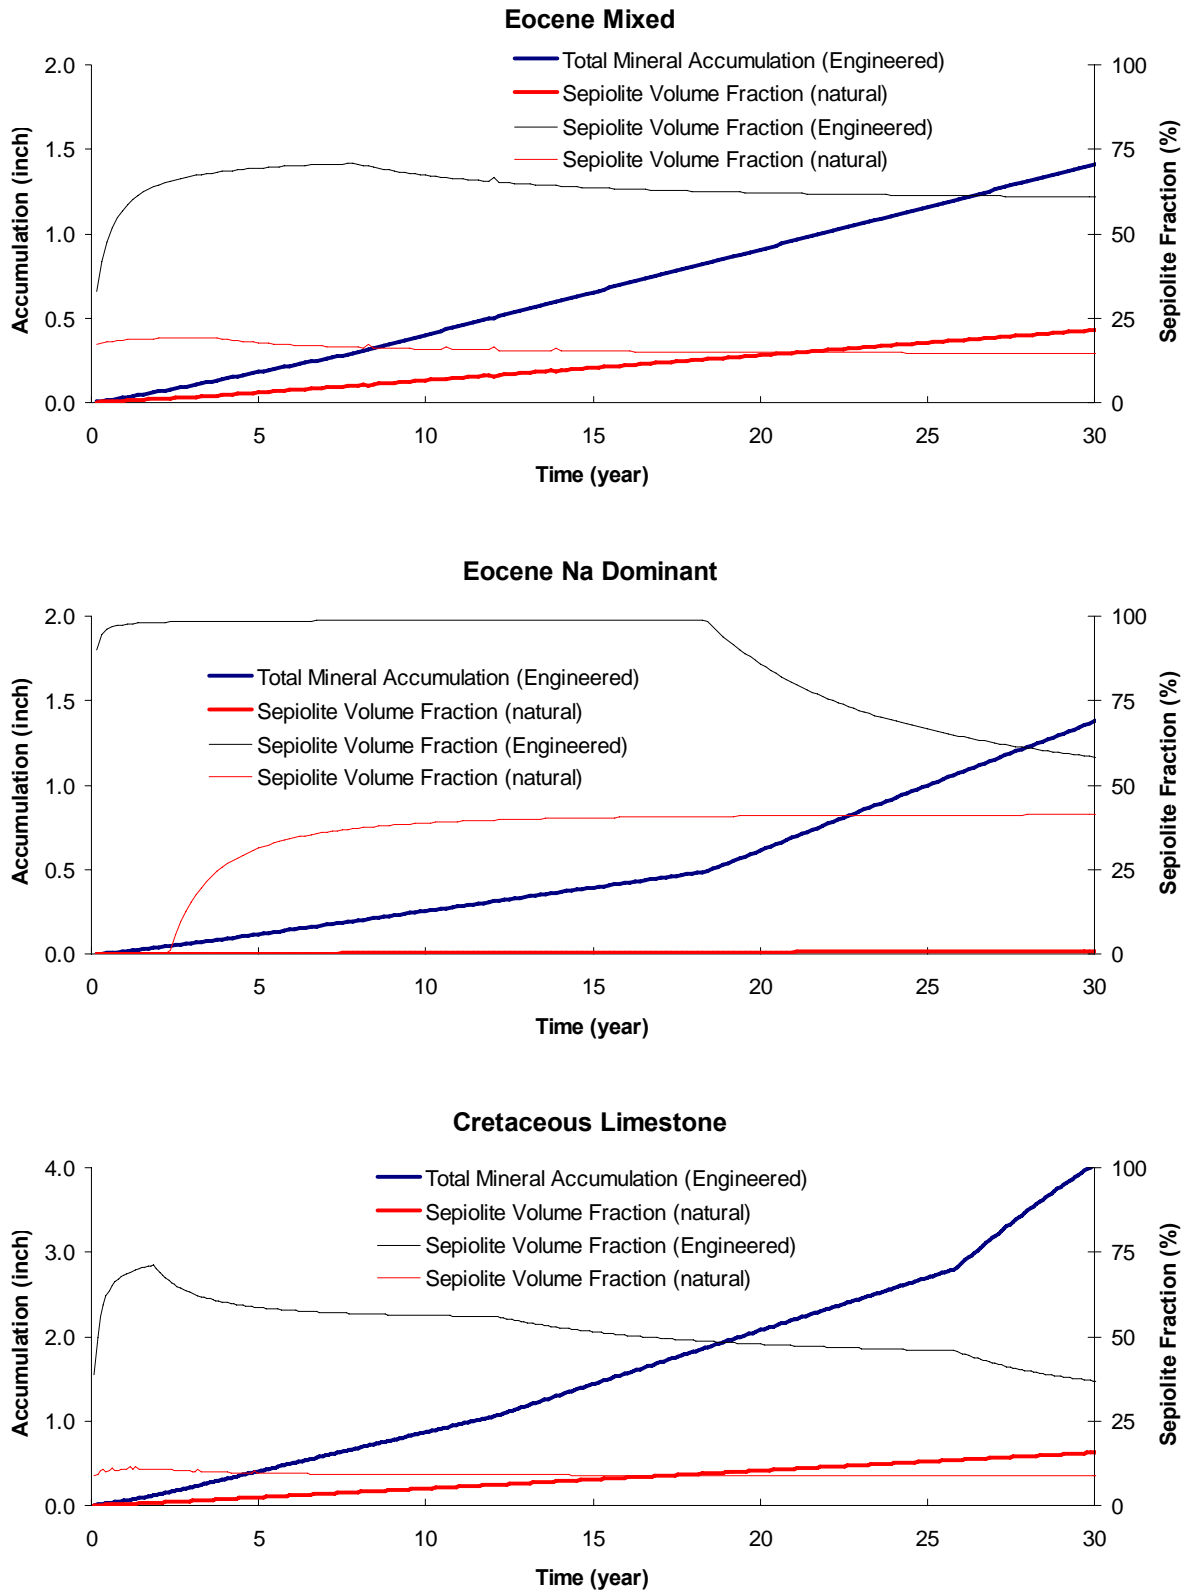 Eocene Mixed
Total Mineral Accumulation (Engineered)
Sepiolite Volume Fraction (natural)
Sepiolite Volume Fraction (Engineered)
Sepiolite Volume Fraction (natural)
Accumulation (inch)
2.0
1.5
1.0
0.5
0.0
100
75
50
25
0
Sepiolite Fraction (%)
0 5 10 15 20 25 30
Time (year)
Eocene Na Dominant
Total Mineral Accumulation (Engineered)
Sepiolite Volume Fraction (natural)
Sepiolite Volume Fraction (Engineered)
Sepiolite Volume Fraction (natural)
Accumulation (inch)
2.0
1.5
1.0
0.5
0.0
100
75
50
25
0
Sepiolite Fraction (%)
0 5 10 15 20 25 30
Time (year)
Cretaceous Limestone
Total Mineral Accumulation (Engineered)
Sepiolite Volume Fraction (natural)
Sepiolite Volume Fraction (Engineered)
Sepiolite Volume Fraction (natural)
Accumulation (inch)
4.0
3.0
2.0
1.0
0.0
100
75
50
25
0
Sepiolite Fraction (%)
0 5 10 15 20 25 30
Time (year)